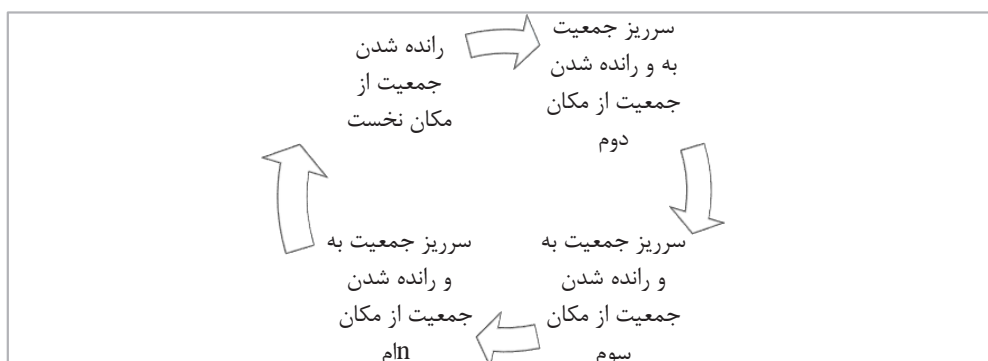 رانده شدن
جمعیت از
مکان نخست
سرریز جمعیت
به و رانده شدن
جمعیت از مکان
دوم
سرریز جمعیت به
و رانده شدن
جمعیت از مکان
سوم
سرریز جمعیت به
و رانده شدن
جمعیت از مکان
nام